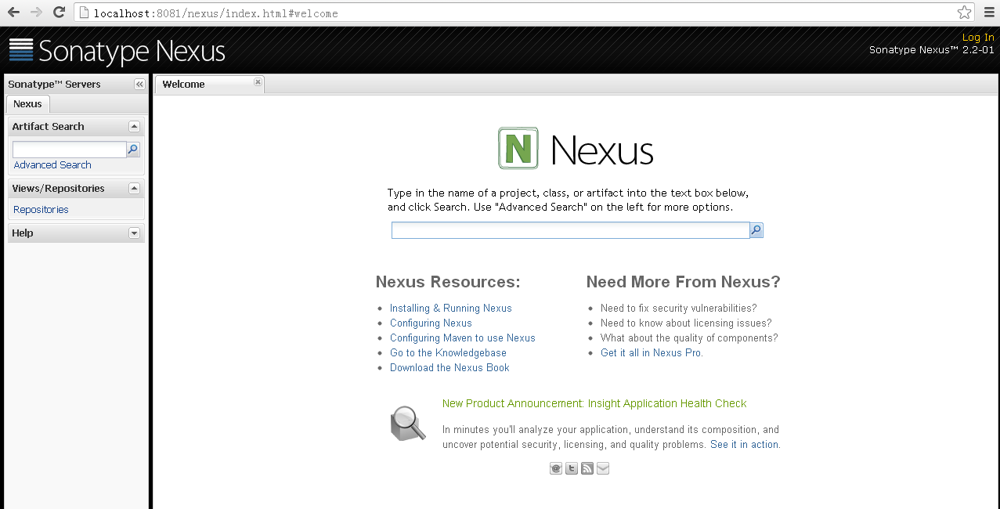 localhost:8081/nexus/index.html#welcome
Sonatype Nexus
Log In
Sonatype Nexus™ 2.2-01
Sonatype™ Servers
Nexus
Artifact Search
Advanced Search
Views/Repositories
Repositories
Help
Welcome
N Nexus
Type in the name of a project, class, or artifact into the text box below,
and click Search. Use "Advanced Search" on the left for more options.
Nexus Resources:
Installing & Running Nexus
Configuring Nexus
Configuring Maven to use Nexus
Go to the Knowledgebase
Download the Nexus Book
Need More From Nexus?
Need to fix security vulnerabilities?
Need to know about licensing issues?
What about the quality of components?
Get it all in Nexus Pro.
New Product Announcement: Insight Application Health Check
In minutes you'll analyze your application, understand its composition, and
uncover potential security, licensing, and quality problems. See it in action.